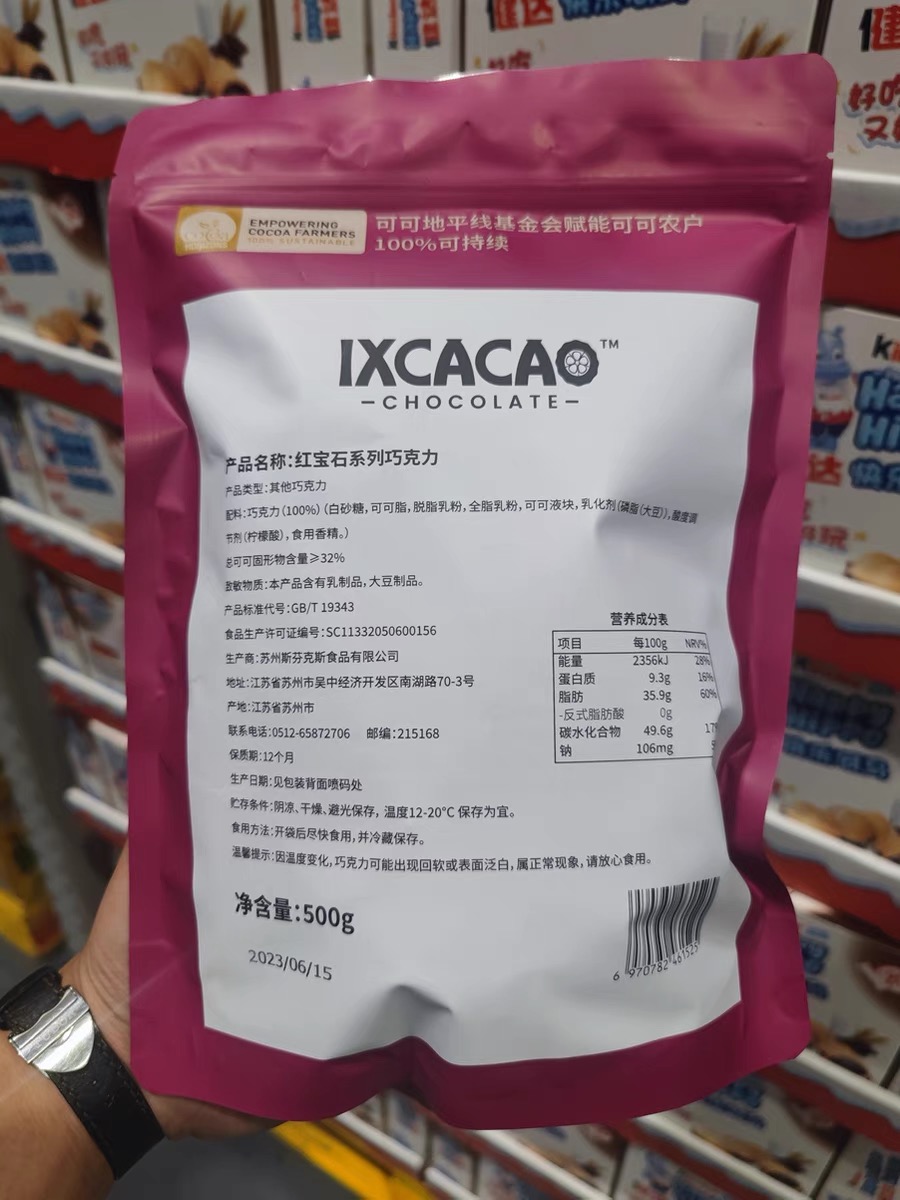 EMPOWERING
COCOA FARMERS
100% SUSTAINABLE
可可地平线基金会赋能可可农户
100%可持续
IXCACAO™
-CHOCOLATE-
产品名称:红宝石系列巧克力
产品类型:其他巧克力
配料:巧克力(100%)(白砂糖,可可脂,脱脂乳粉,全脂乳粉,可可液块,乳化剂(磷脂(大豆)),酸度调
节剂(柠檬酸),食用香精。)
总可可固形物含量≥32%
致敏物质:本产品含有乳制品,大豆制品。
产品标准代号:GB/T 19343
食品生产许可证编号:SC11332050600156
生产商:苏州斯芬克斯食品有限公司
地址:江苏省苏州市吴中经济开发区南湖路70-3号
产地:江苏省苏州市
联系电话:0512-65872706 邮编:215168
保质期:12个月
生产日期:见包装背面喷码处
贮存条件:阴凉、干燥、避光保存,温度12-20°C 保存为宜。
食用方法:开袋后尽快食用,并冷藏保存。
温馨提示:因温度变化,巧克力可能出现回软或表面泛白,属正常现象,请放心食用。
营养成分表
项目 每100g NRV%
能量 2356kJ 28%
蛋白质 9.3g 16%
脂肪 35.9g 60%
-反式脂肪酸 0g
碳水化合物 49.6g
钠 106mg
净含量:500g
2023/06/15
6 970782 461525